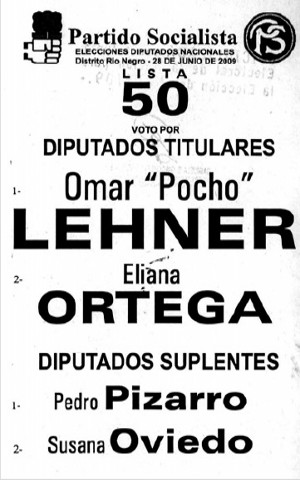 Partido Socialista
ELECCIONES DIPUTADOS NACIONALES
Distrito Río Negro - 28 DE JUNIO DE 2009
LISTA
50
VOTO POR
DIPUTADOS TITULARES
1- Omar "Pocho"
LEHNER
2- Eliana
ORTEGA
DIPUTADOS SUPLENTES
1- Pedro Pizarro
2- Susana Oviedo